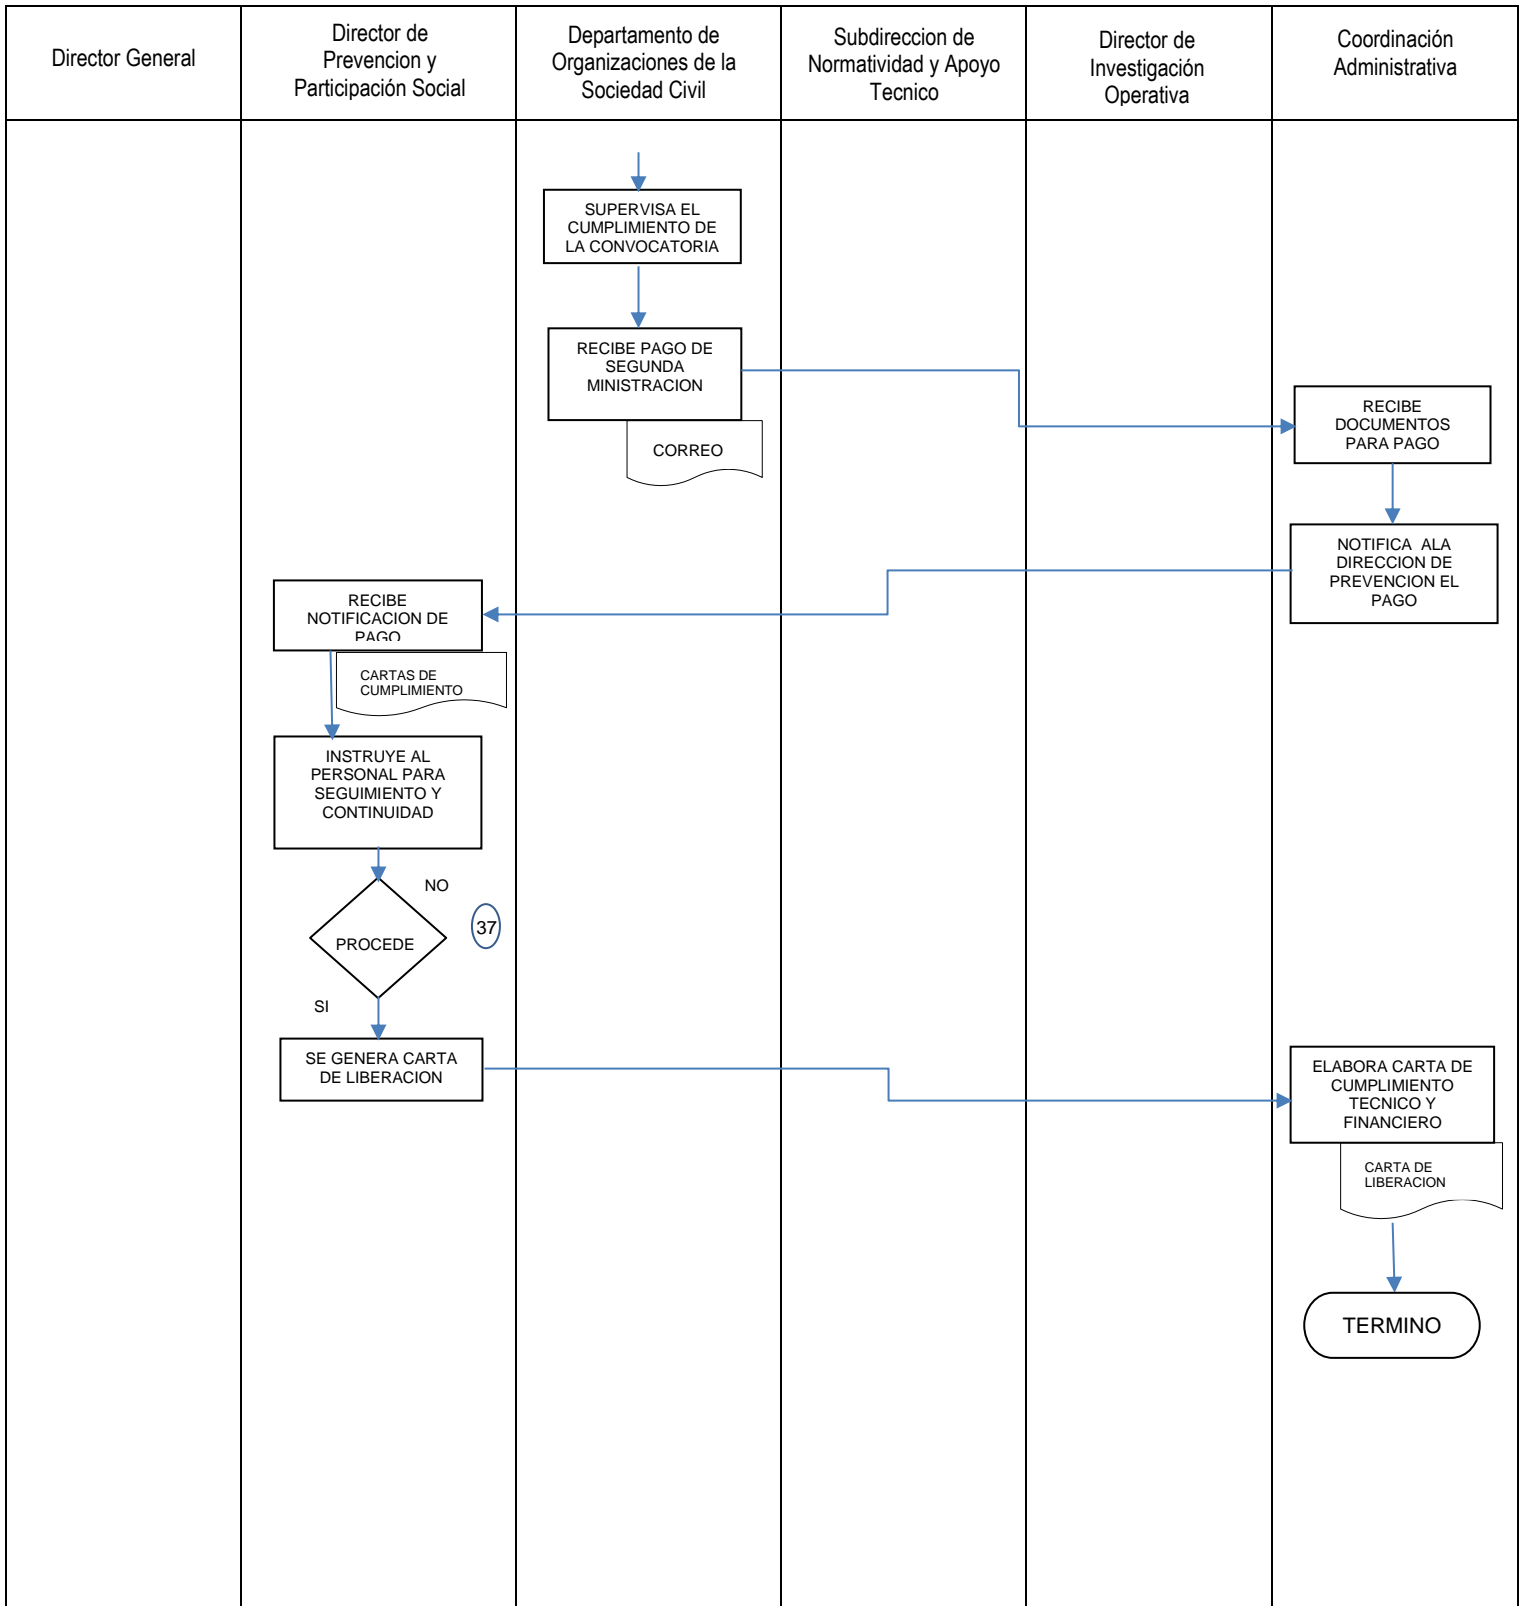 Director General
Director de
Prevencion y
Participación Social
Departamento de
Organizaciones de la
Sociedad Civil
Subdireccion de
Normatividad y Apoyo
Tecnico
Director de
Investigación
Operativa
Coordinación
Administrativa
SUPERVISA EL
CUMPLIMIENTO DE
LA CONVOCATORIA
RECIBE PAGO DE
SEGUNDA
MINISTRACION
CORREO
RECIBE
DOCUMENTOS
PARA PAGO
NOTIFICA ALA
DIRECCION DE
PREVENCION EL
PAGO
RECIBE
NOTIFICACION DE
PAGO
CARTAS DE
CUMPLIMIENTO
INSTRUYE AL
PERSONAL PARA
SEGUIMIENTO Y
CONTINUIDAD
NO
37
PROCEDE
SI
SE GENERA CARTA
DE LIBERACION
ELABORA CARTA DE
CUMPLIMIENTO
TECNICO Y
FINANCIERO
CARTA DE
LIBERACION
TERMINO